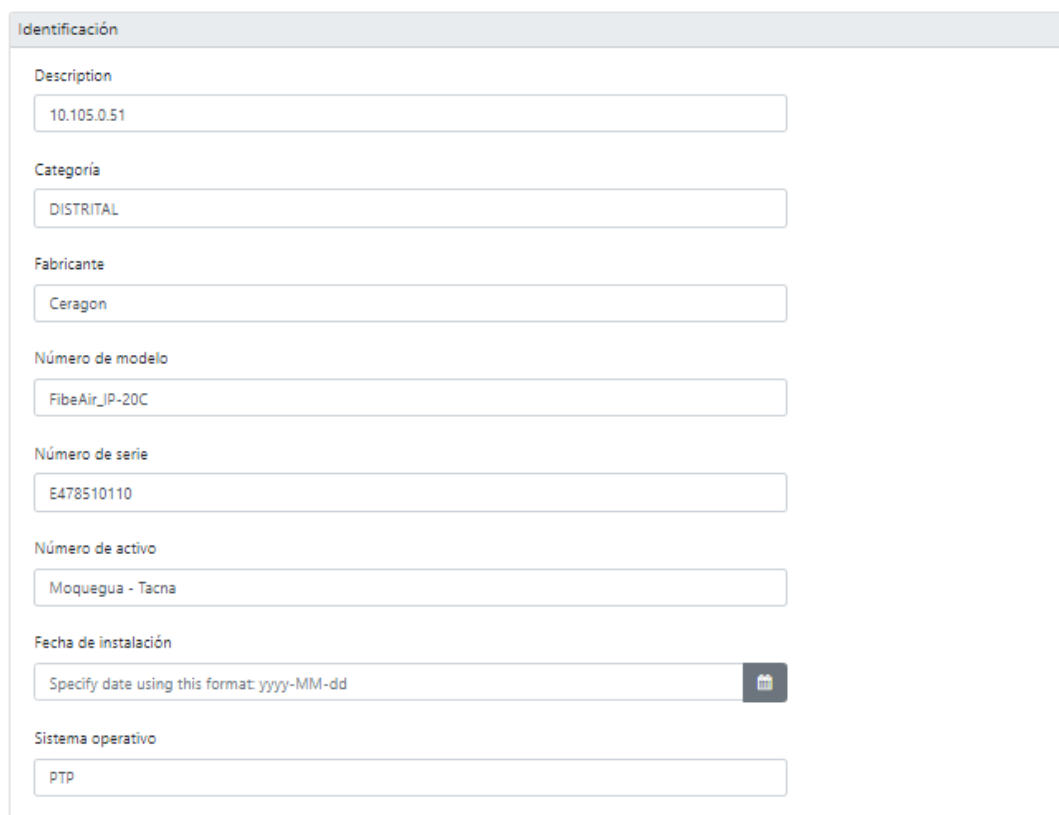 Identificación
Description
10.105.0.51
Categoría
DISTRITAL
Fabricante
Ceragon
Número de modelo
FibeAir_IP-20C
Número de serie
E478510110
Número de activo
Moquegua - Tacna
Fecha de instalación
Specify date using this format: yyyy-MM-dd
Sistema operativo
PTP